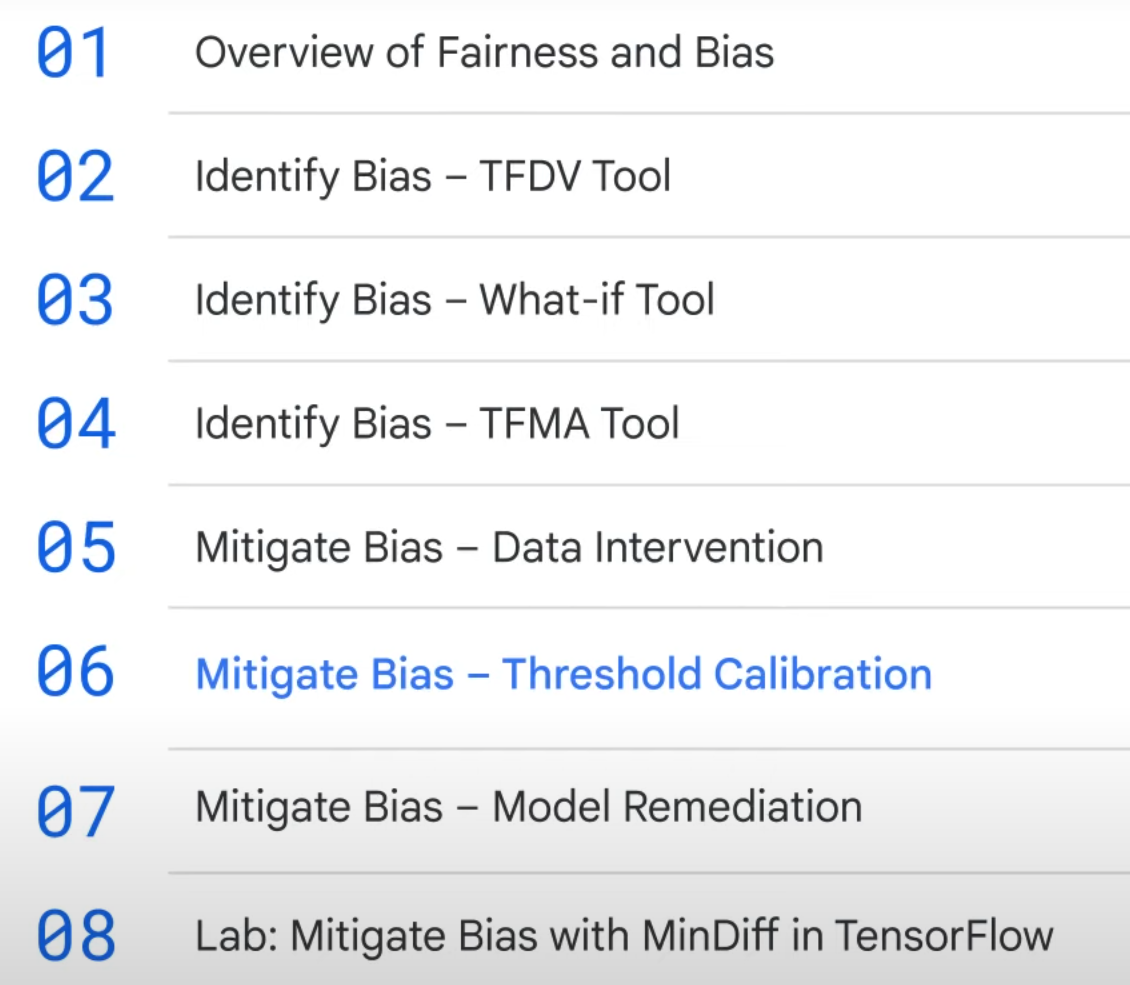 01 Overview of Fairness and Bias
02 Identify Bias – TFDV Tool
03 Identify Bias – What-if Tool
04 Identify Bias – TFMA Tool
05 Mitigate Bias – Data Intervention
06 Mitigate Bias – Threshold Calibration
07 Mitigate Bias – Model Remediation
08 Lab: Mitigate Bias with MinDiff in TensorFlow